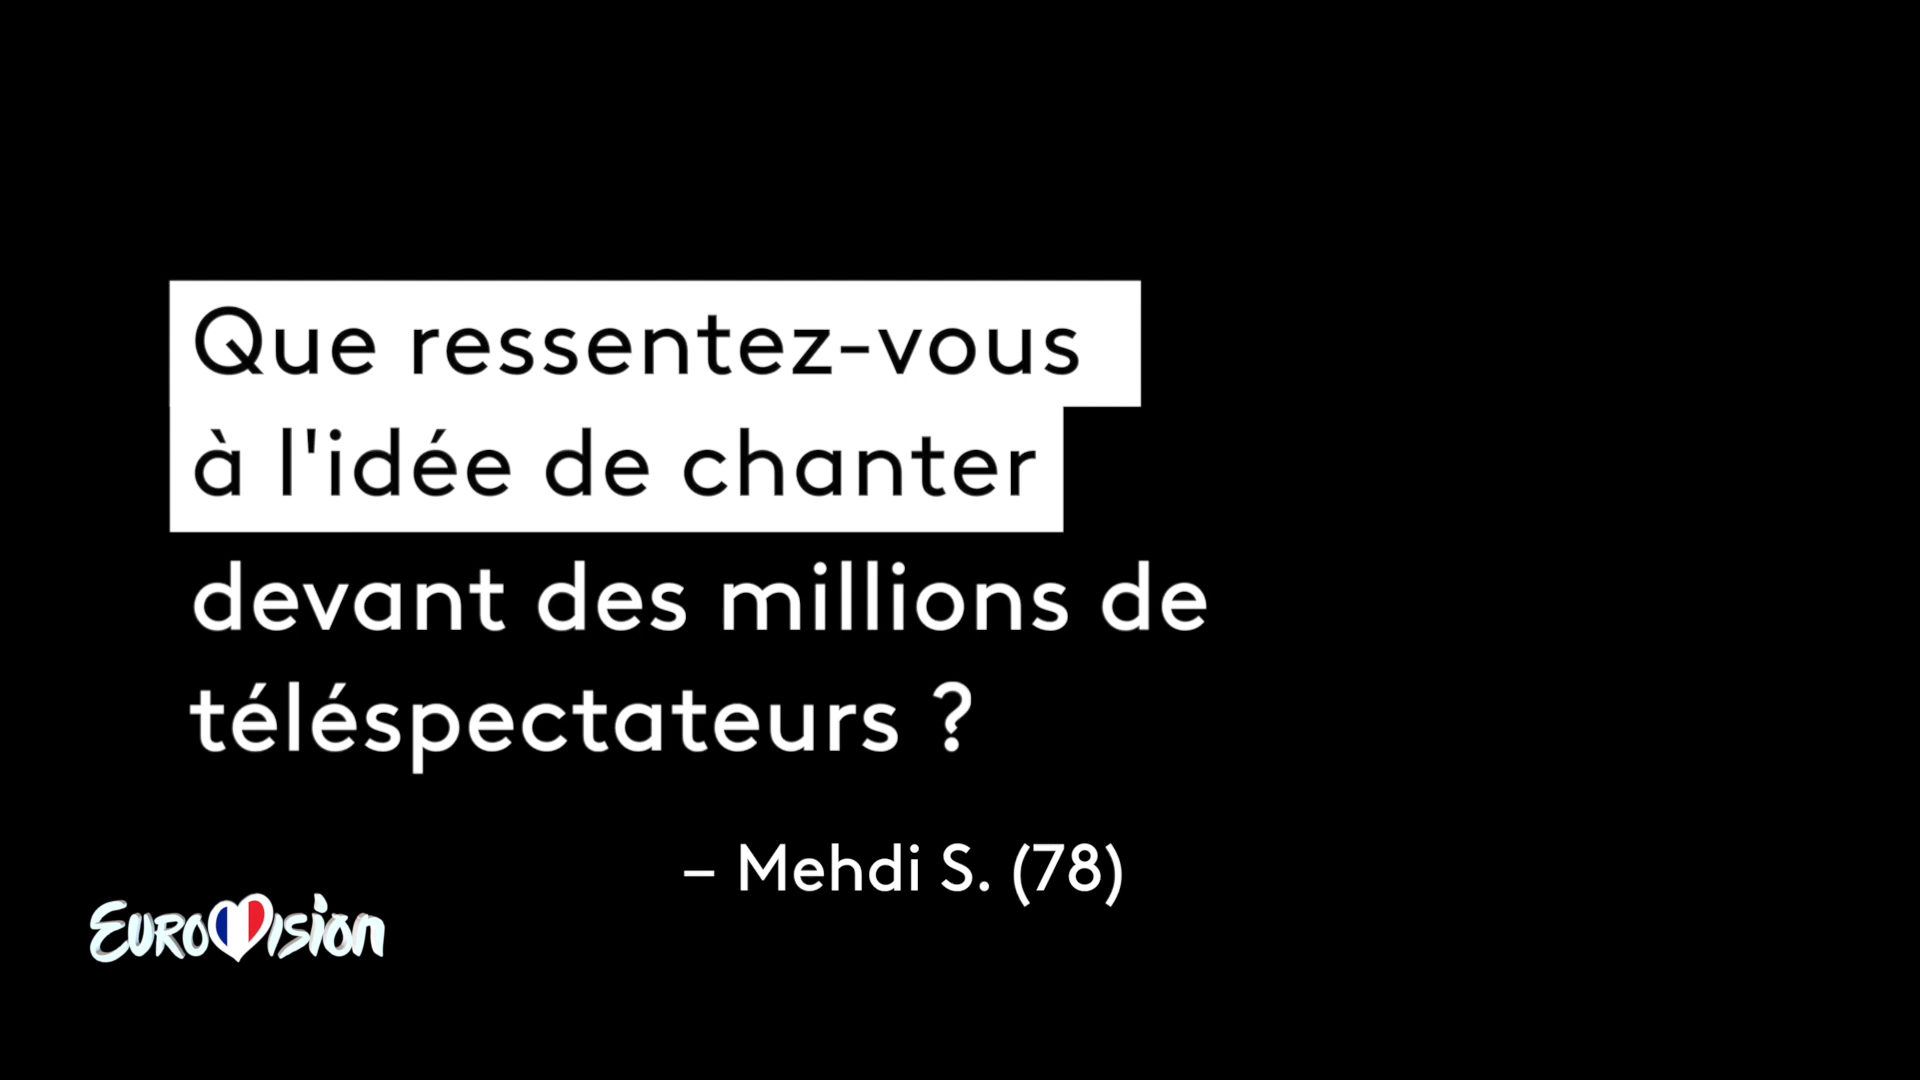 Que ressentez-vous
à l'idée de chanter
devant des millions de
téléspectateurs ?
– Mehdi S. (78)
EUROVISION